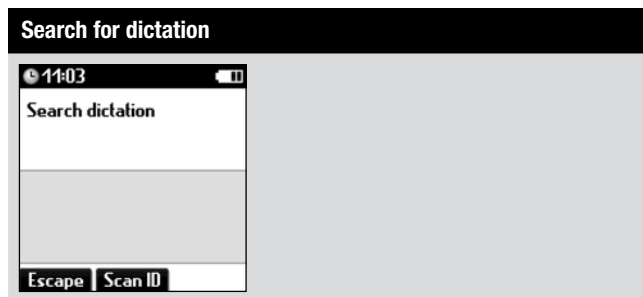 Search for dictation
11:03
Search dictation
Escape Scan ID